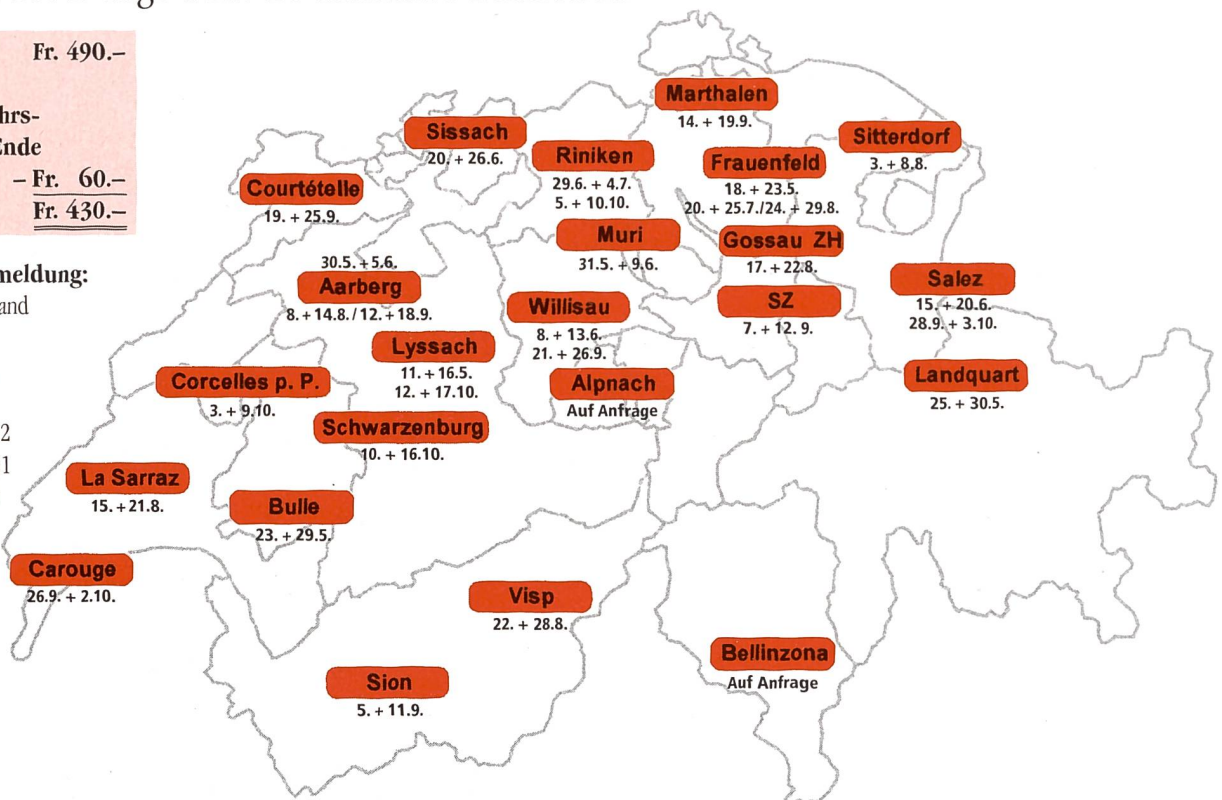 Fr. 490.–
hrs-
Ende
– Fr. 60.–
Fr. 430.–
meldung:
and
2
1
Marthalen
14. + 19.9.
Sissach
20. + 26.6.
Riniken
29.6. + 4.7.
5. + 10.10.
Frauenfeld
18. + 23.5.
20. + 25.7./24. + 29.8.
Sitterdorf
3. + 8.8.
Courtételle
19. + 25.9.
Muri
31.5. + 9.6.
Gossau ZH
17. + 22.8.
30.5. + 5.6.
Aarberg
8. + 14.8. / 12. + 18.9.
Willisau
8. + 13.6.
21. + 26.9.
SZ
7. + 12. 9.
Salez
15. + 20.6.
28.9. + 3.10.
Lyssach
11. + 16.5.
12. + 17.10.
Corcelles p. P.
3. + 9.10.
Alpnach
Auf Anfrage
Landquart
25. + 30.5.
Schwarzenburg
10. + 16.10.
La Sarraz
15. + 21.8.
Bulle
23. + 29.5.
Carouge
26.9. + 2.10.
Visp
22. + 28.8.
Bellinzona
Auf Anfrage
Sion
5. + 11.9.